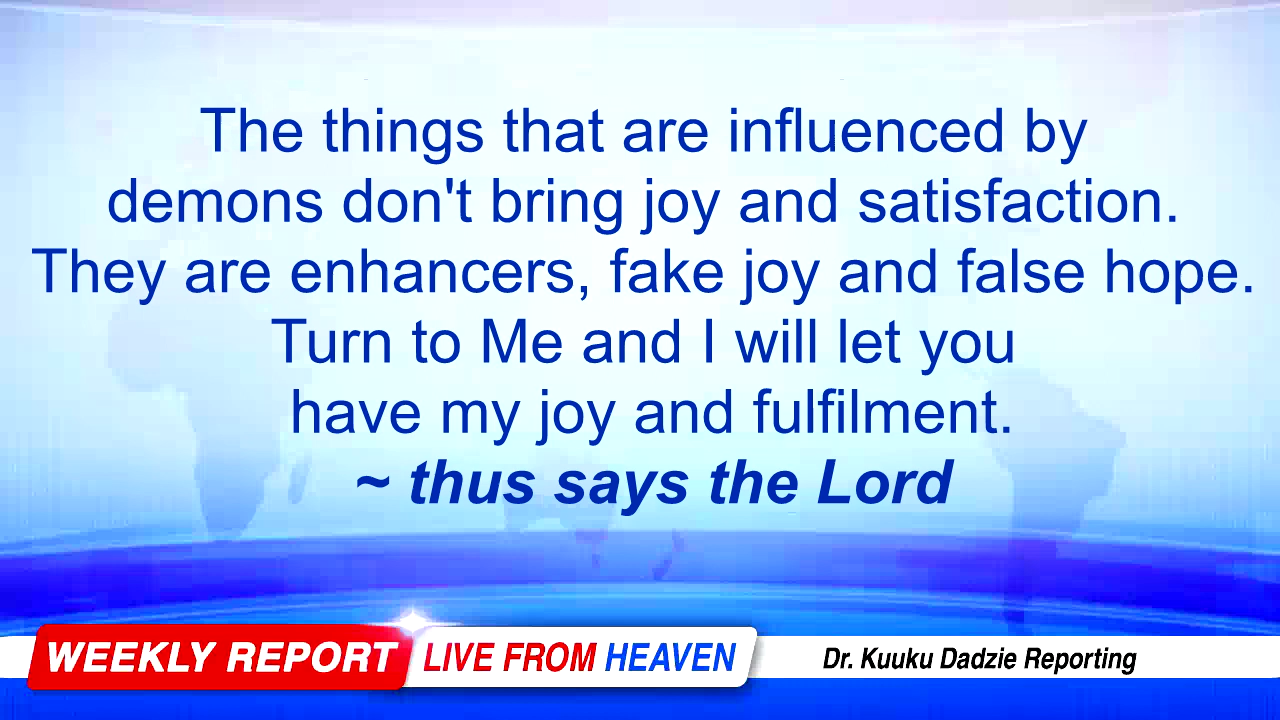 The things that are influenced by
demons don't bring joy and satisfaction.
They are enhancers, fake joy and false hope.
Turn to Me and I will let you
have my joy and fulfilment.
~ thus says the Lord
WEEKLY REPORT LIVE FROM HEAVEN Dr. Kuuku Dadzie Reporting